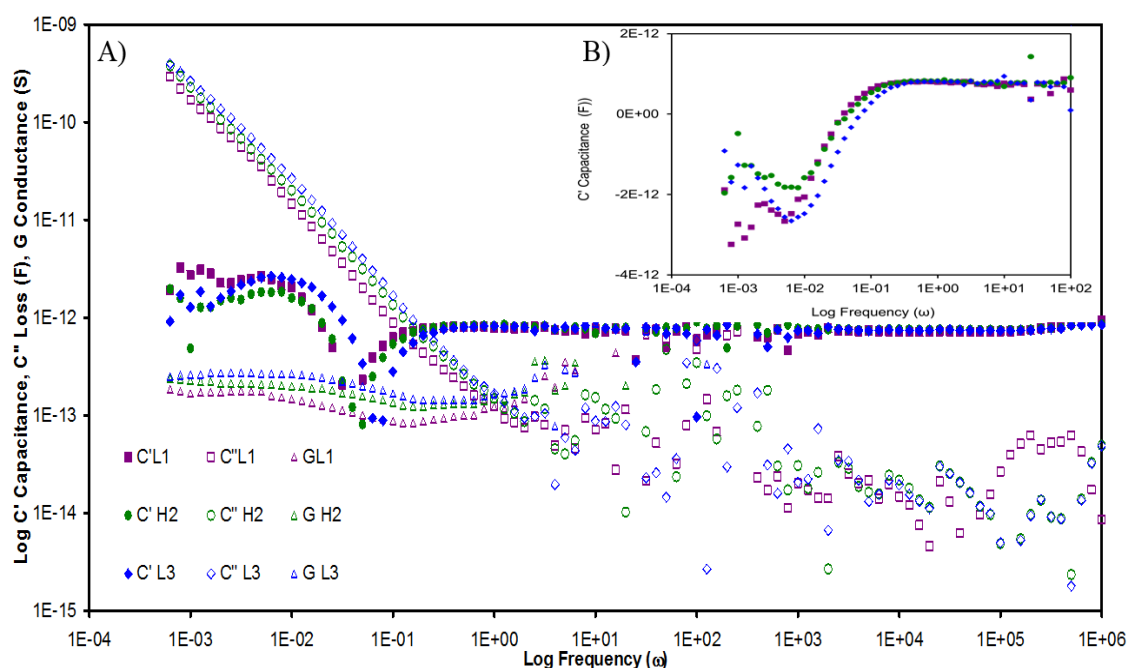 A)
B)
Log C' Capacitance, C'' Loss (F), G Conductance (S)
1E-09
1E-10
1E-11
1E-12
1E-13
1E-14
1E-15
C'L1 C''L1 GL1
C' H2 C'' H2 G H2
C' L3 C'' L3 G L3
1E-04 1E-03 1E-02 1E-01 1E+00 1E+01 1E+02 1E+03 1E+04 1E+05 1E+06
Log Frequency (ω)
C' Capacitance (F))
2E-12
0E+00
-2E-12
-4E-12
1E-04 1E-03 1E-02 1E-01 1E+00 1E+01 1E+02
Log Frequency (ω)